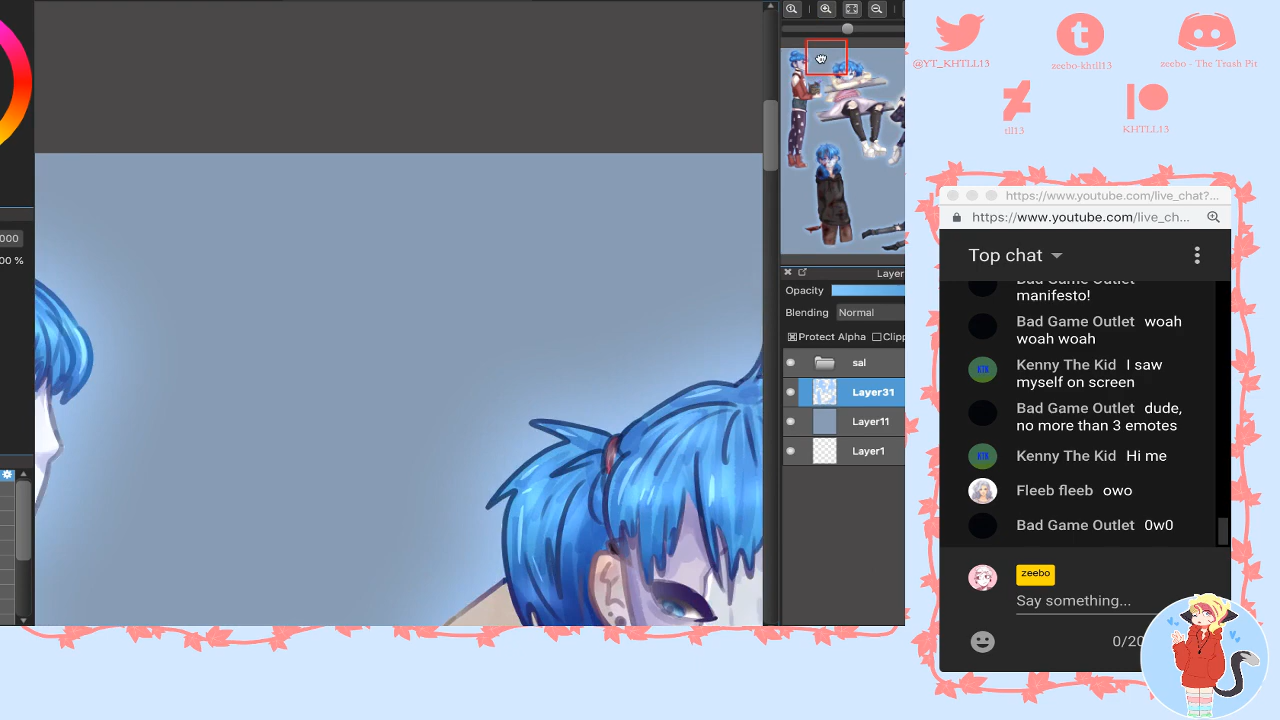 000
00 %
Layer
Opacity
Blending Normal
Protect Alpha
Clipp
sal
Layer31
Layer11
Layer1
@YT_KHTLL13
zeebo-khtll13
zeebo - The Trash Pit
tll13
KHTLL13
https://www.youtube.com/live_chat?...
https://www.youtube.com/live_ch...
Top chat
Bad Game Outlet
manifesto!
Bad Game Outlet woah
woah woah
Kenny The Kid I saw
myself on screen
Bad Game Outlet dude,
no more than 3 emotes
Kenny The Kid Hi me
Fleeb fleeb owo
Bad Game Outlet 0w0
zeebo
Say something...
0/20